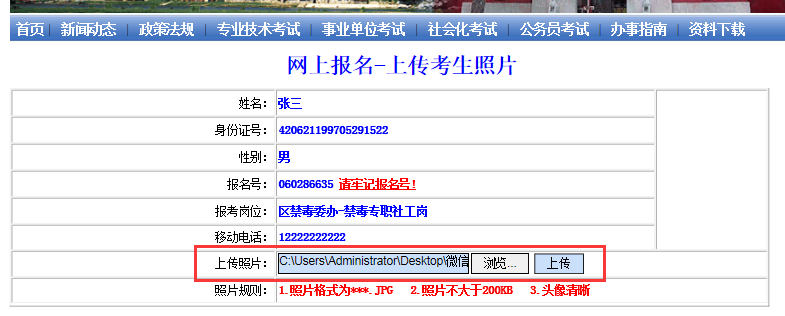 首页 | 新闻动态 | 政策法规 | 专业技术考试 | 事业单位考试 | 社会化考试 | 公务员考试 | 办事指南 | 资料下载
网上报名-上传考生照片
姓名: 张三
身份证号: 420621199705291522
性别: 男
报名号: 060286635 请牢记报名号!
报考岗位: 区禁毒委办-禁毒专职社工岗
移动电话: 12222222222
上传照片: C:\Users\Administrator\Desktop\微信 浏览... 上传
照片规则: 1.照片格式为***.JPG 2.照片不大于200KB 3.头像清晰